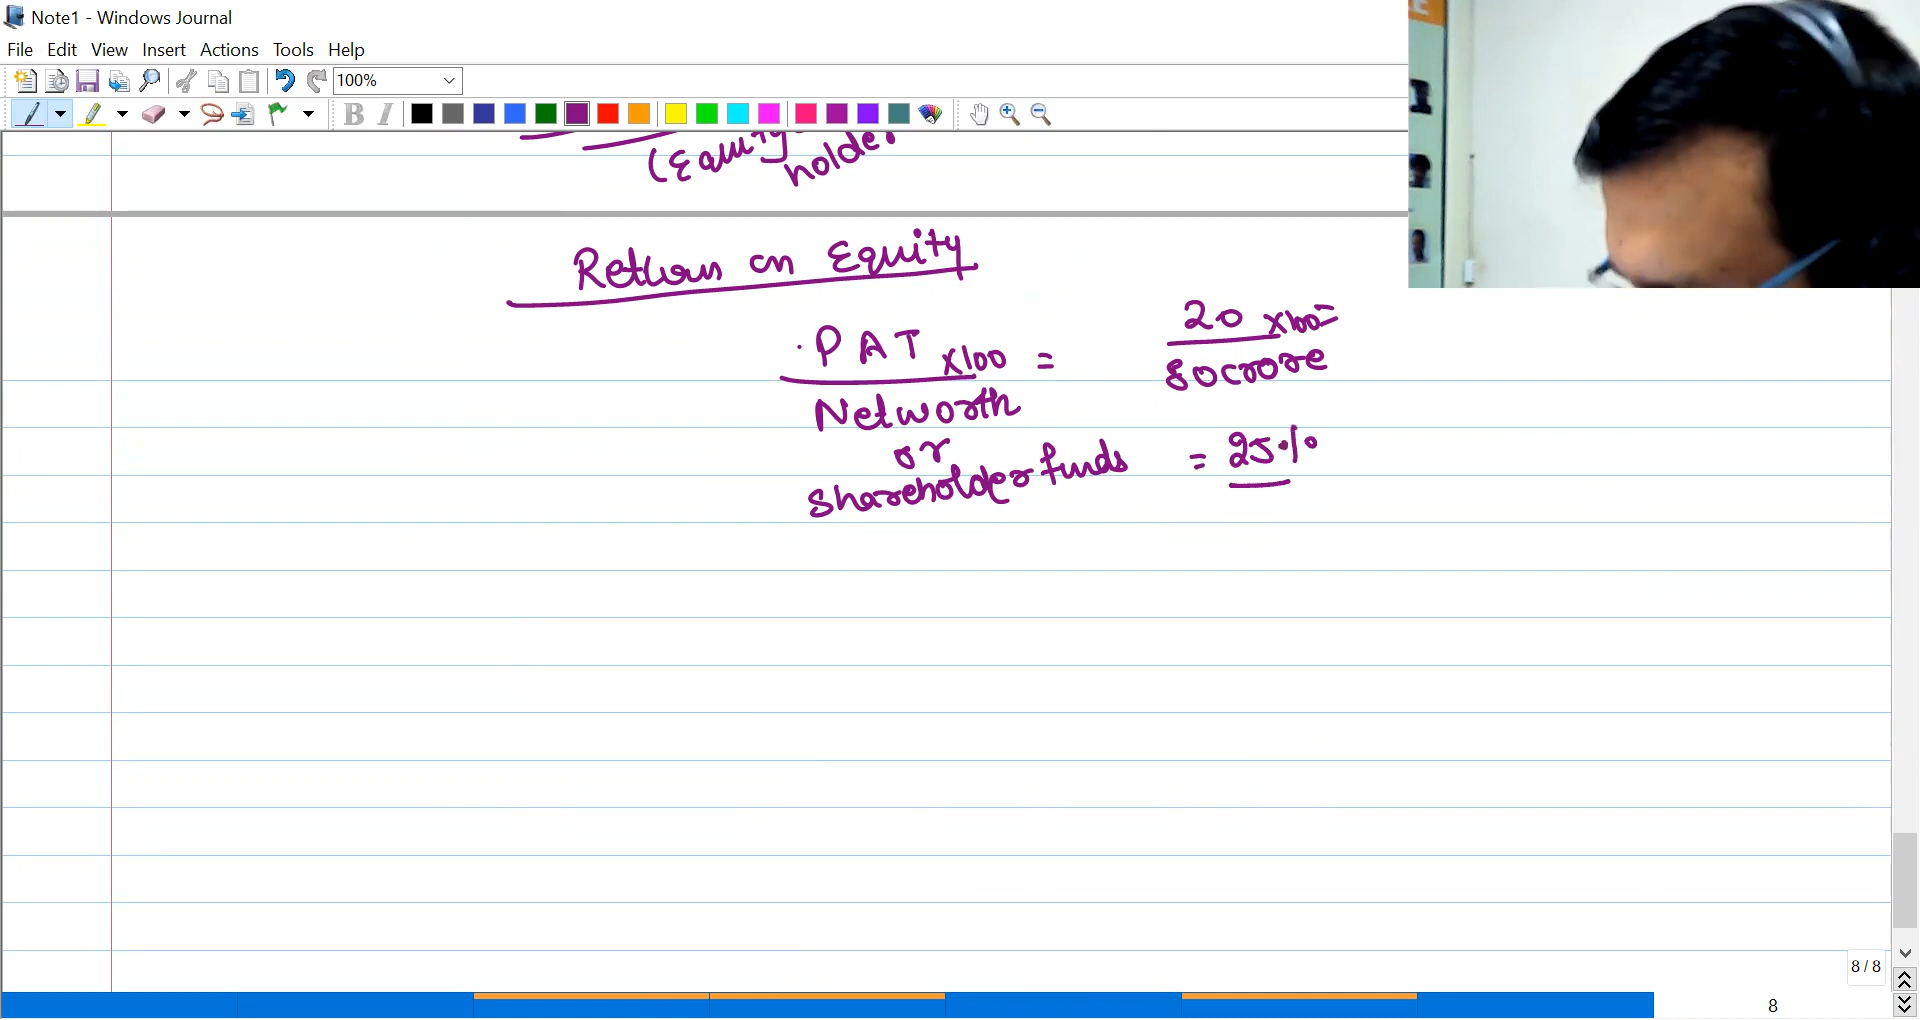 Note1 - Windows Journal
File Edit View Insert Actions Tools Help
100%
B I
(Equity
holder
Return on Equity
PAT x100 =
Networth
or
Shareholder funds
20 x100=
80crore
= 25%
8 / 8
8